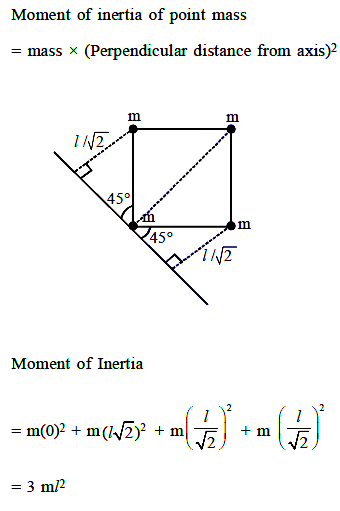 Moment of inertia of point mass
= mass × (Perpendicular distance from axis)²
m m
l/√2
45°
m
m
45°
l/√2
Moment of Inertia
= m(0)² + m(l√2)² + m(l/√2)² + m (l/√2)²
= 3 ml²